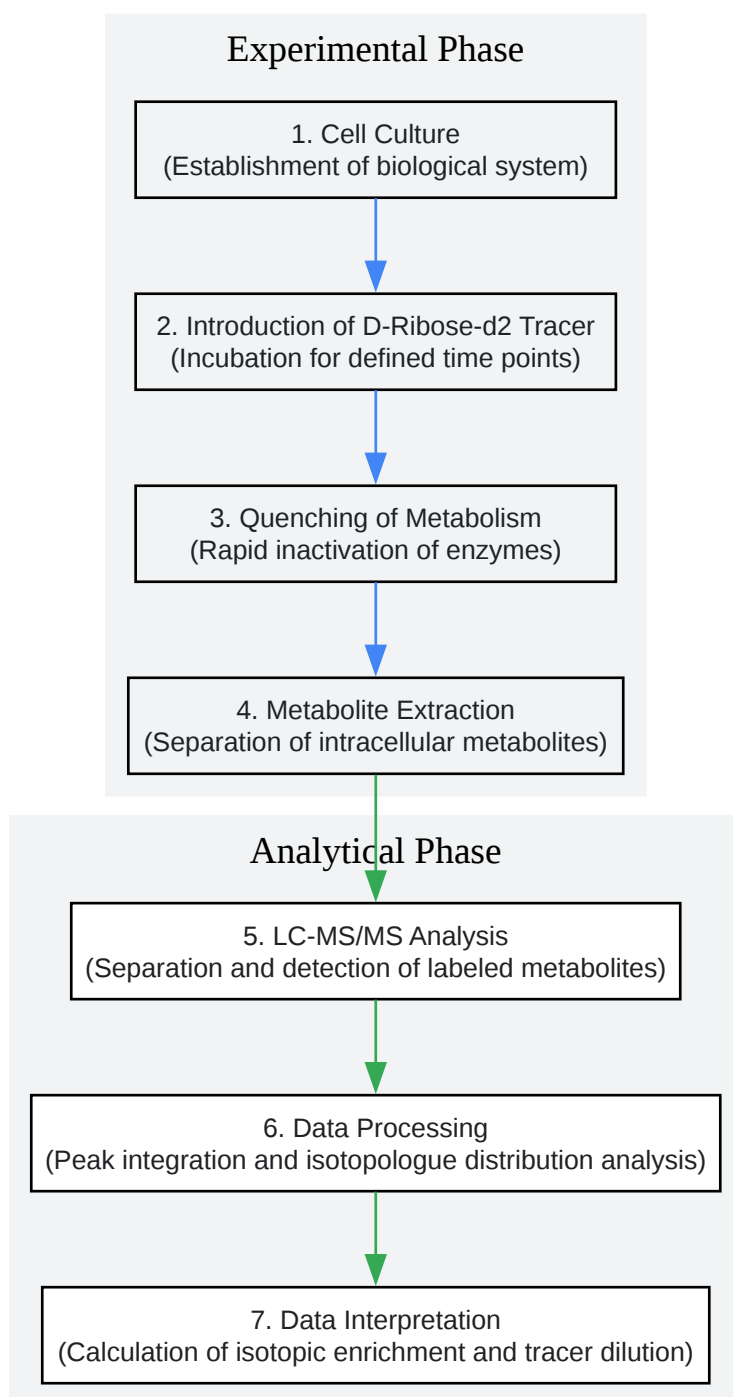 Experimental Phase
1. Cell Culture
(Establishment of biological system)
2. Introduction of D-Ribose-d2 Tracer
(Incubation for defined time points)
3. Quenching of Metabolism
(Rapid inactivation of enzymes)
4. Metabolite Extraction
(Separation of intracellular metabolites)
Analytical Phase
5. LC-MS/MS Analysis
(Separation and detection of labeled metabolites)
6. Data Processing
(Peak integration and isotopologue distribution analysis)
7. Data Interpretation
(Calculation of isotopic enrichment and tracer dilution)